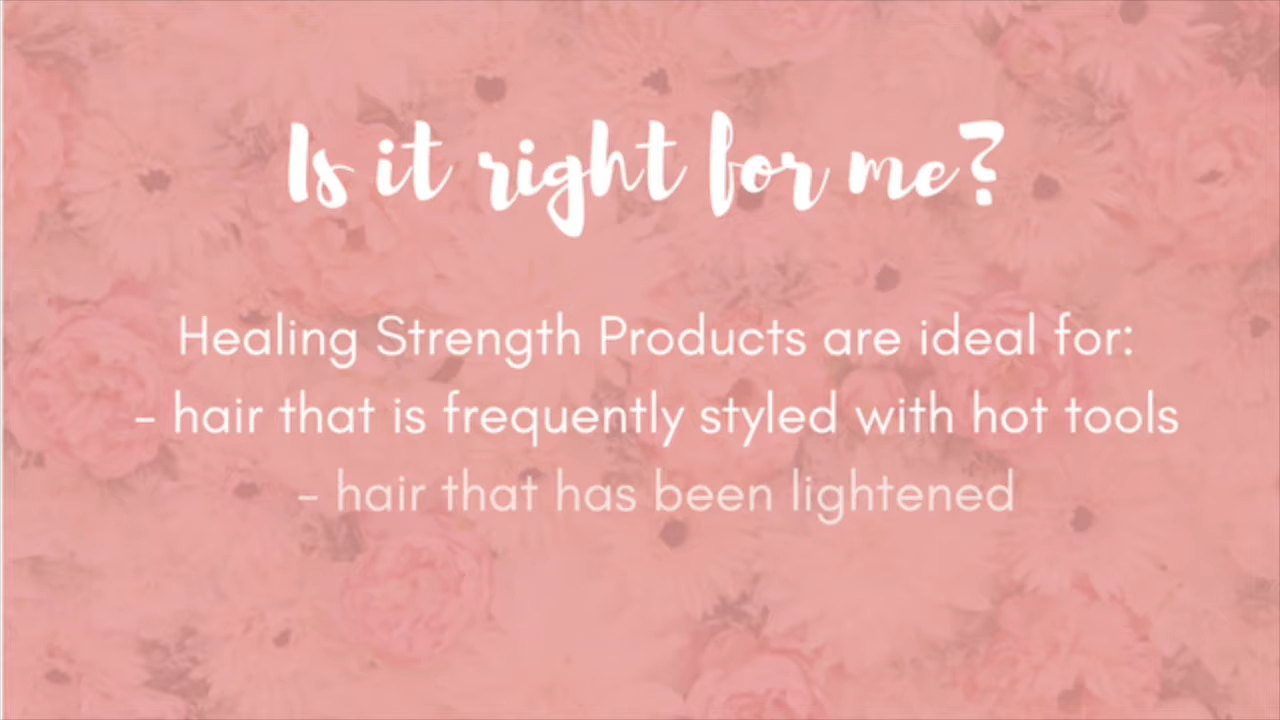 Is it right for me?
Healing Strength Products are ideal for:
- hair that is frequently styled with hot tools
- hair that has been lightened